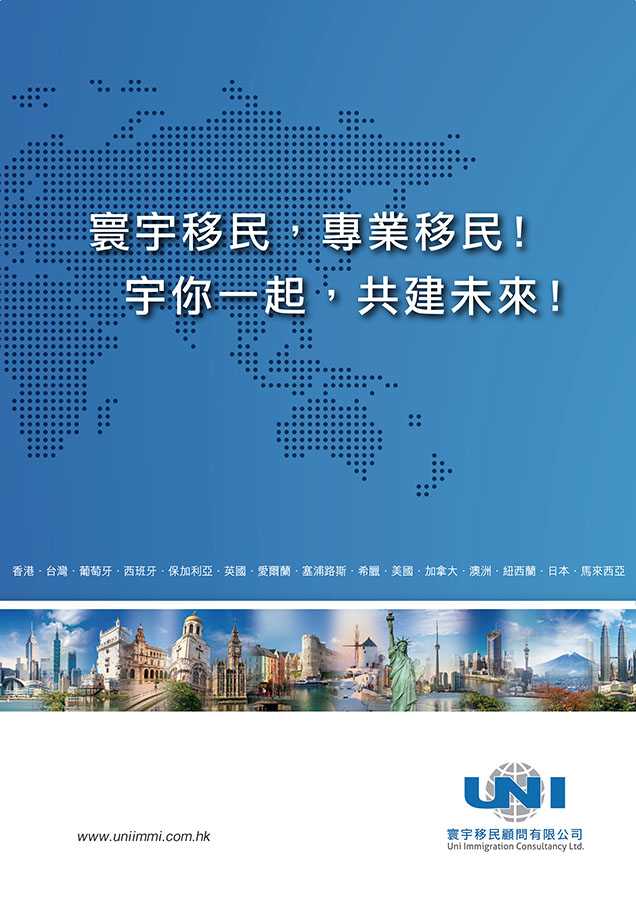 寰宇移民，專業移民！
宇你一起，共建未來！
香港 · 台灣 · 葡萄牙 · 西班牙 · 保加利亞 · 英國 · 愛爾蘭 · 塞浦路斯 · 希臘 · 美國 · 加拿大 · 澳洲 · 紐西蘭 · 日本 · 馬來西亞
UNI
www.uniimmi.com.hk
寰宇移民顧問有限公司
Uni Immigration Consultancy Ltd.